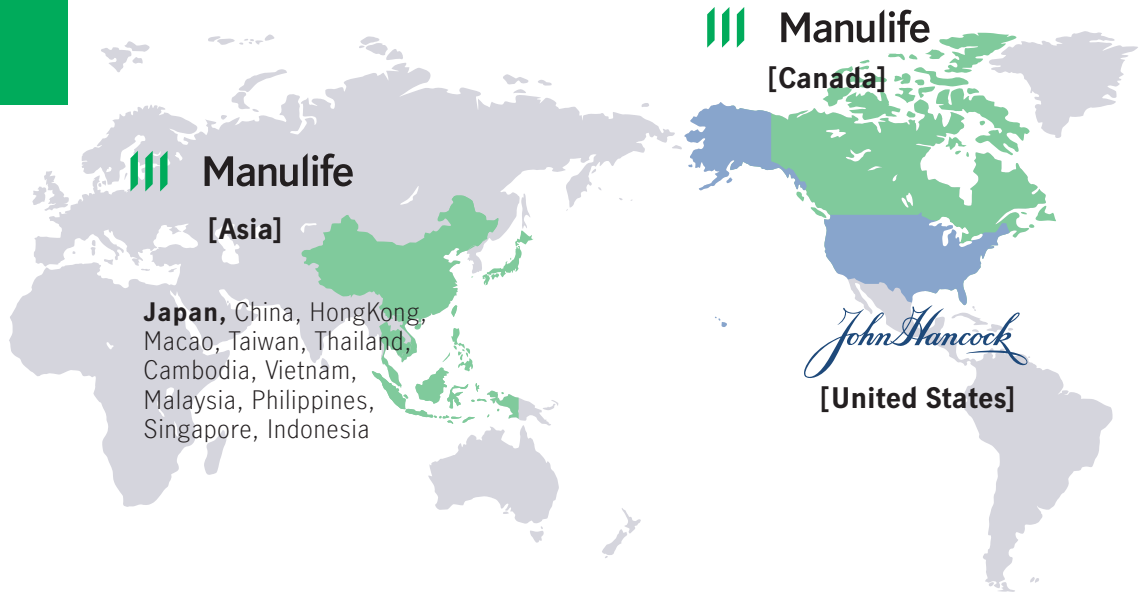 Manulife
[Canada]
Manulife
[Asia]
Japan, China, HongKong,
Macao, Taiwan, Thailand,
Cambodia, Vietnam,
Malaysia, Philippines,
Singapore, Indonesia
John Hancock
[United States]